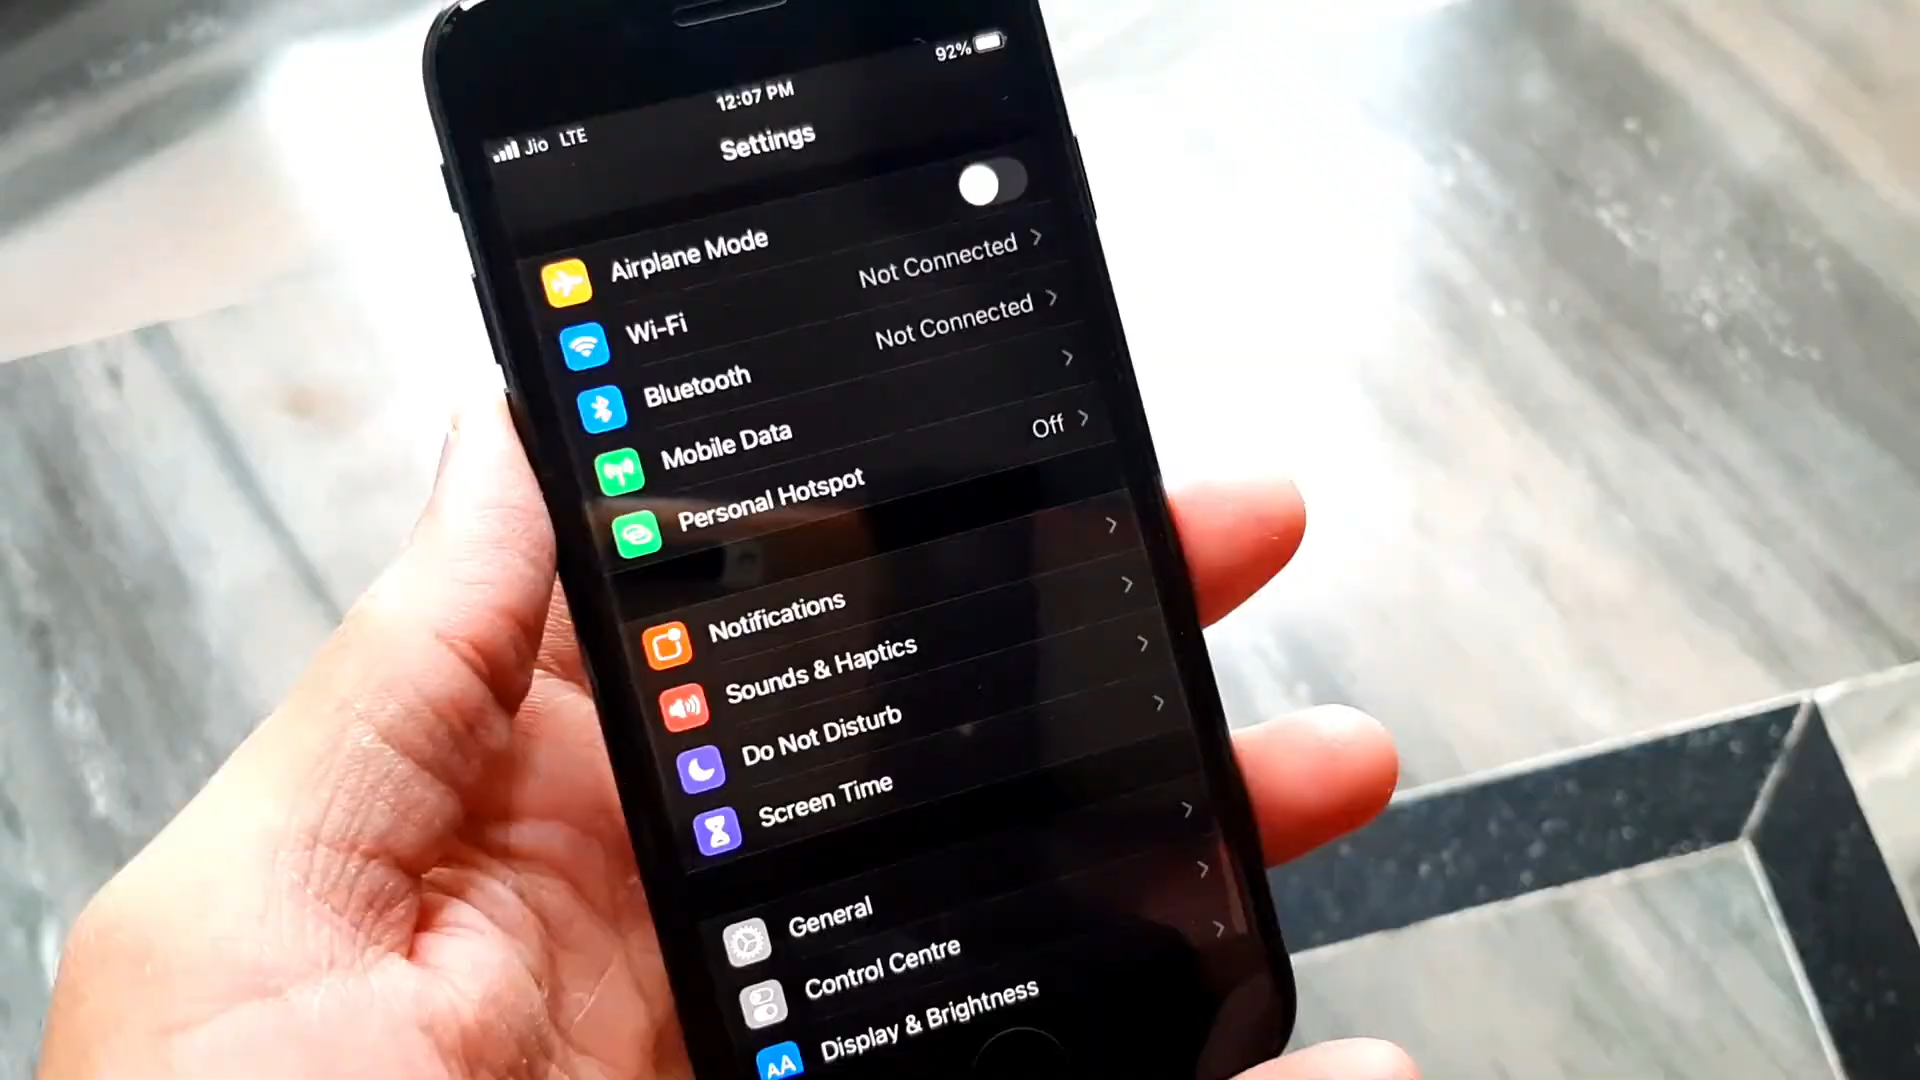 92%
12:07 PM
Jio LTE
Settings
Airplane Mode
Wi-Fi Not Connected
Bluetooth Not Connected
Mobile Data
Personal Hotspot Off
Notifications
Sounds & Haptics
Do Not Disturb
Screen Time
General
Control Centre
AA Display & Brightness